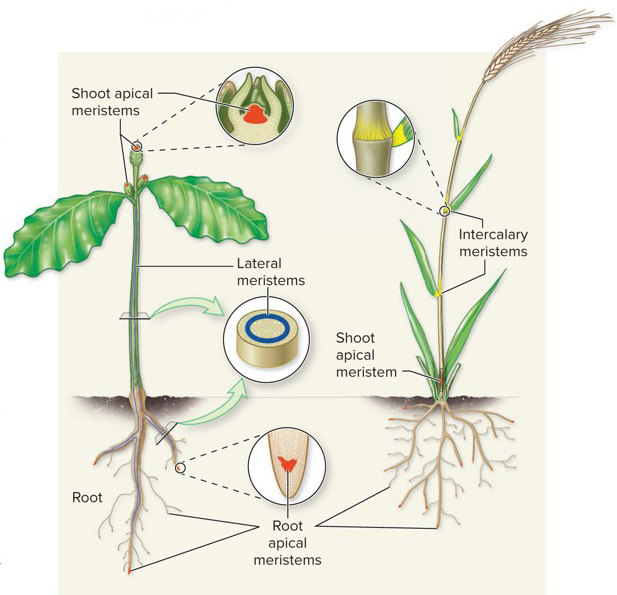 Shoot apical
meristems
Intercalary
meristems
Lateral
meristems
Shoot
apical
meristem
Root
Root
apical
meristems